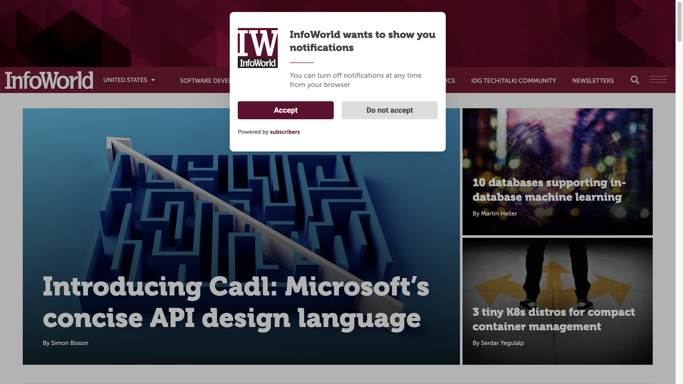 IW
InfoWorld
InfoWorld wants to show you
notifications
You can turn off notifications at any time
from your browser
Accept
Do not accept
Powered by subscribers
InfoWorld
UNITED STATES
SOFTWARE DEVEL
CS
IDG TECH(TALK) COMMUNITY
NEWSLETTERS
Introducing Cadl: Microsoft's
concise API design language
By Simon Bisson
10 databases supporting in-
database machine learning
By Martin Heller
3 tiny K8s distros for compact
container management
By Serdar Yegulalp